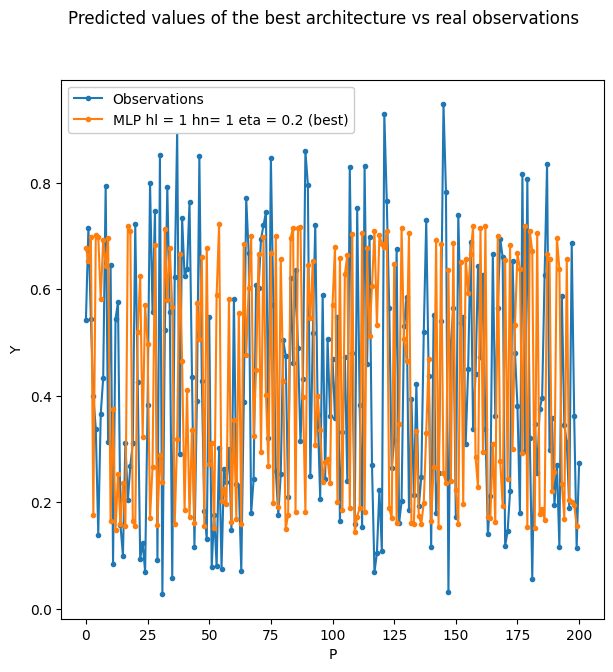 Predicted values of the best architecture vs real observations
Observations
MLP hl = 1 hn= 1 eta = 0.2 (best)
0.8
0.6
0.4
0.2
0.0
Y
0 25 50 75 100 125 150 175 200
P